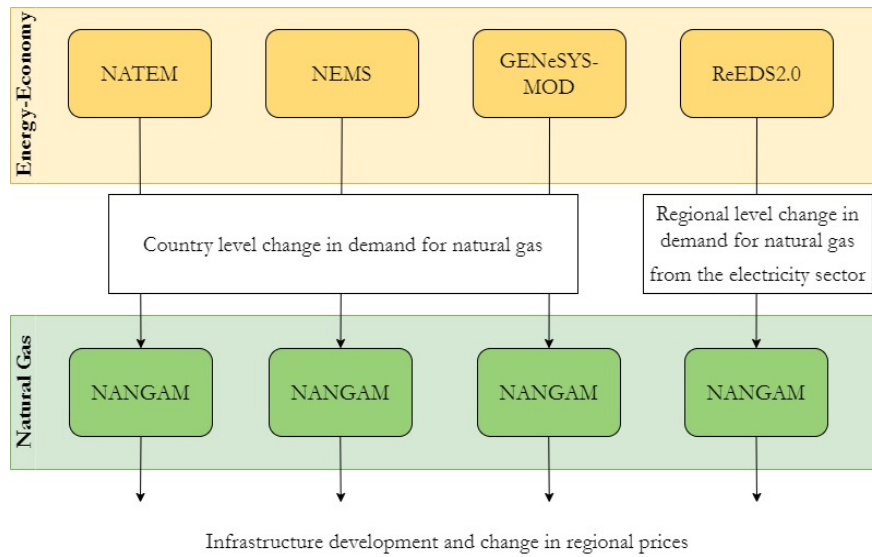 Energy-Economy
NATEM
NEMS
GENeSYS-
MOD
ReEDS2.0
Country level change in demand for natural gas
Regional level change in
demand for natural gas
from the electricity sector
Natural Gas
NANGAM
NANGAM
NANGAM
NANGAM
Infrastructure development and change in regional prices